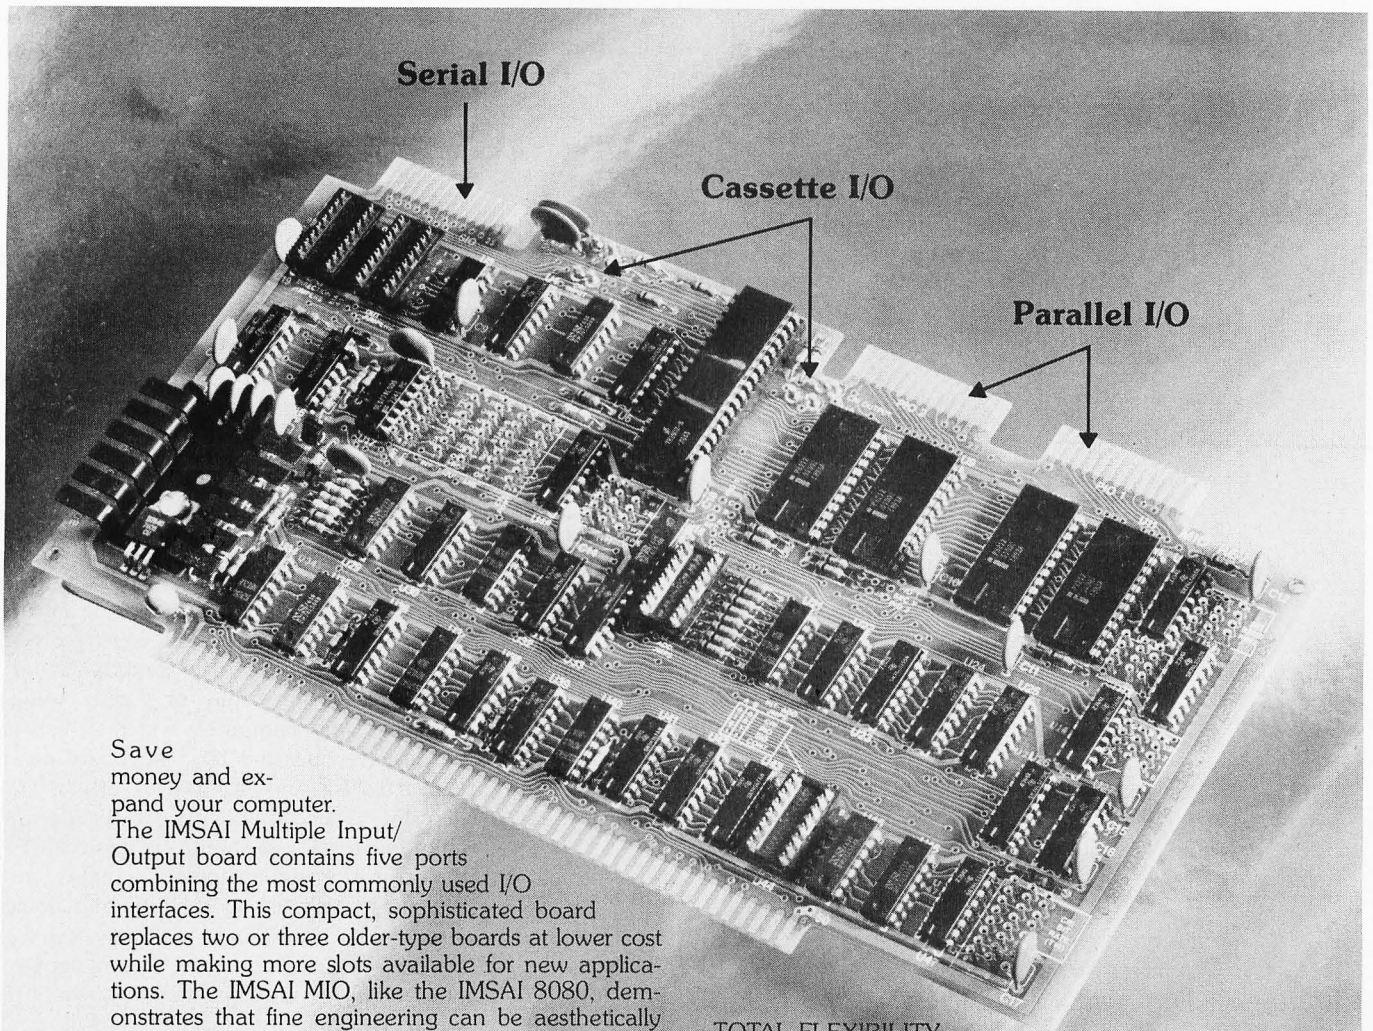 Serial I/O
Cassette I/O
Parallel I/O
Save
money and ex-
pand your computer.
The IMSAI Multiple Input/
Output board contains five ports
combining the most commonly used I/O
interfaces. This compact, sophisticated board
replaces two or three older-type boards at lower cost
while making more slots available for new applica-
tions. The IMSAI MIO, like the IMSAI 8080, dem-
onstrates that fine engineering can be aesthetically
TOTAL FLEXIBILITY